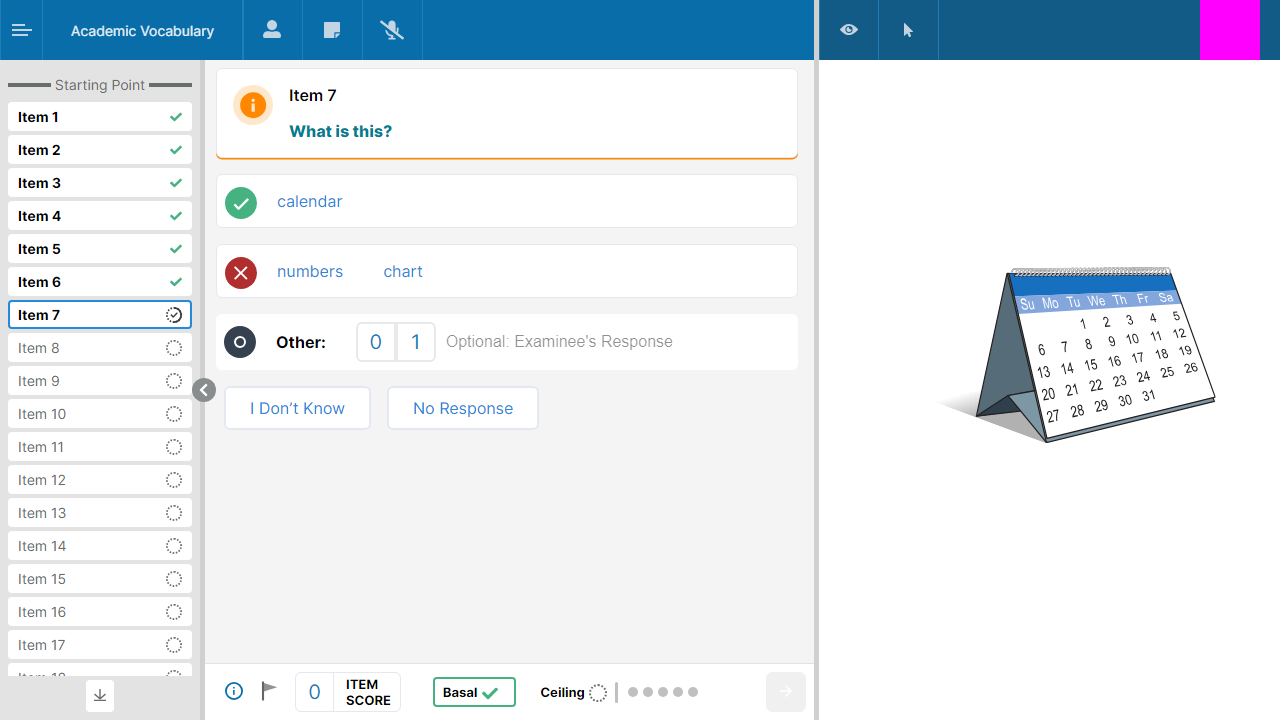 Academic Vocabulary
Starting Point
Item 1
Item 2
Item 3
Item 4
Item 5
Item 6
Item 7
Item 8
Item 9
Item 10
Item 11
Item 12
Item 13
Item 14
Item 15
Item 16
Item 17
Item 18
Item 7
What is this?
calendar
numbers chart
Other: 0 1 Optional: Examinee's Response
I Don't Know No Response
0 ITEM
SCORE
Basal
Ceiling
Su Mo Tu We Th Fr Sa
1 2 3 4 5
6 7 8 9 10 11 12
13 14 15 16 17 18 19
20 21 22 23 24 25 26
27 28 29 30 31